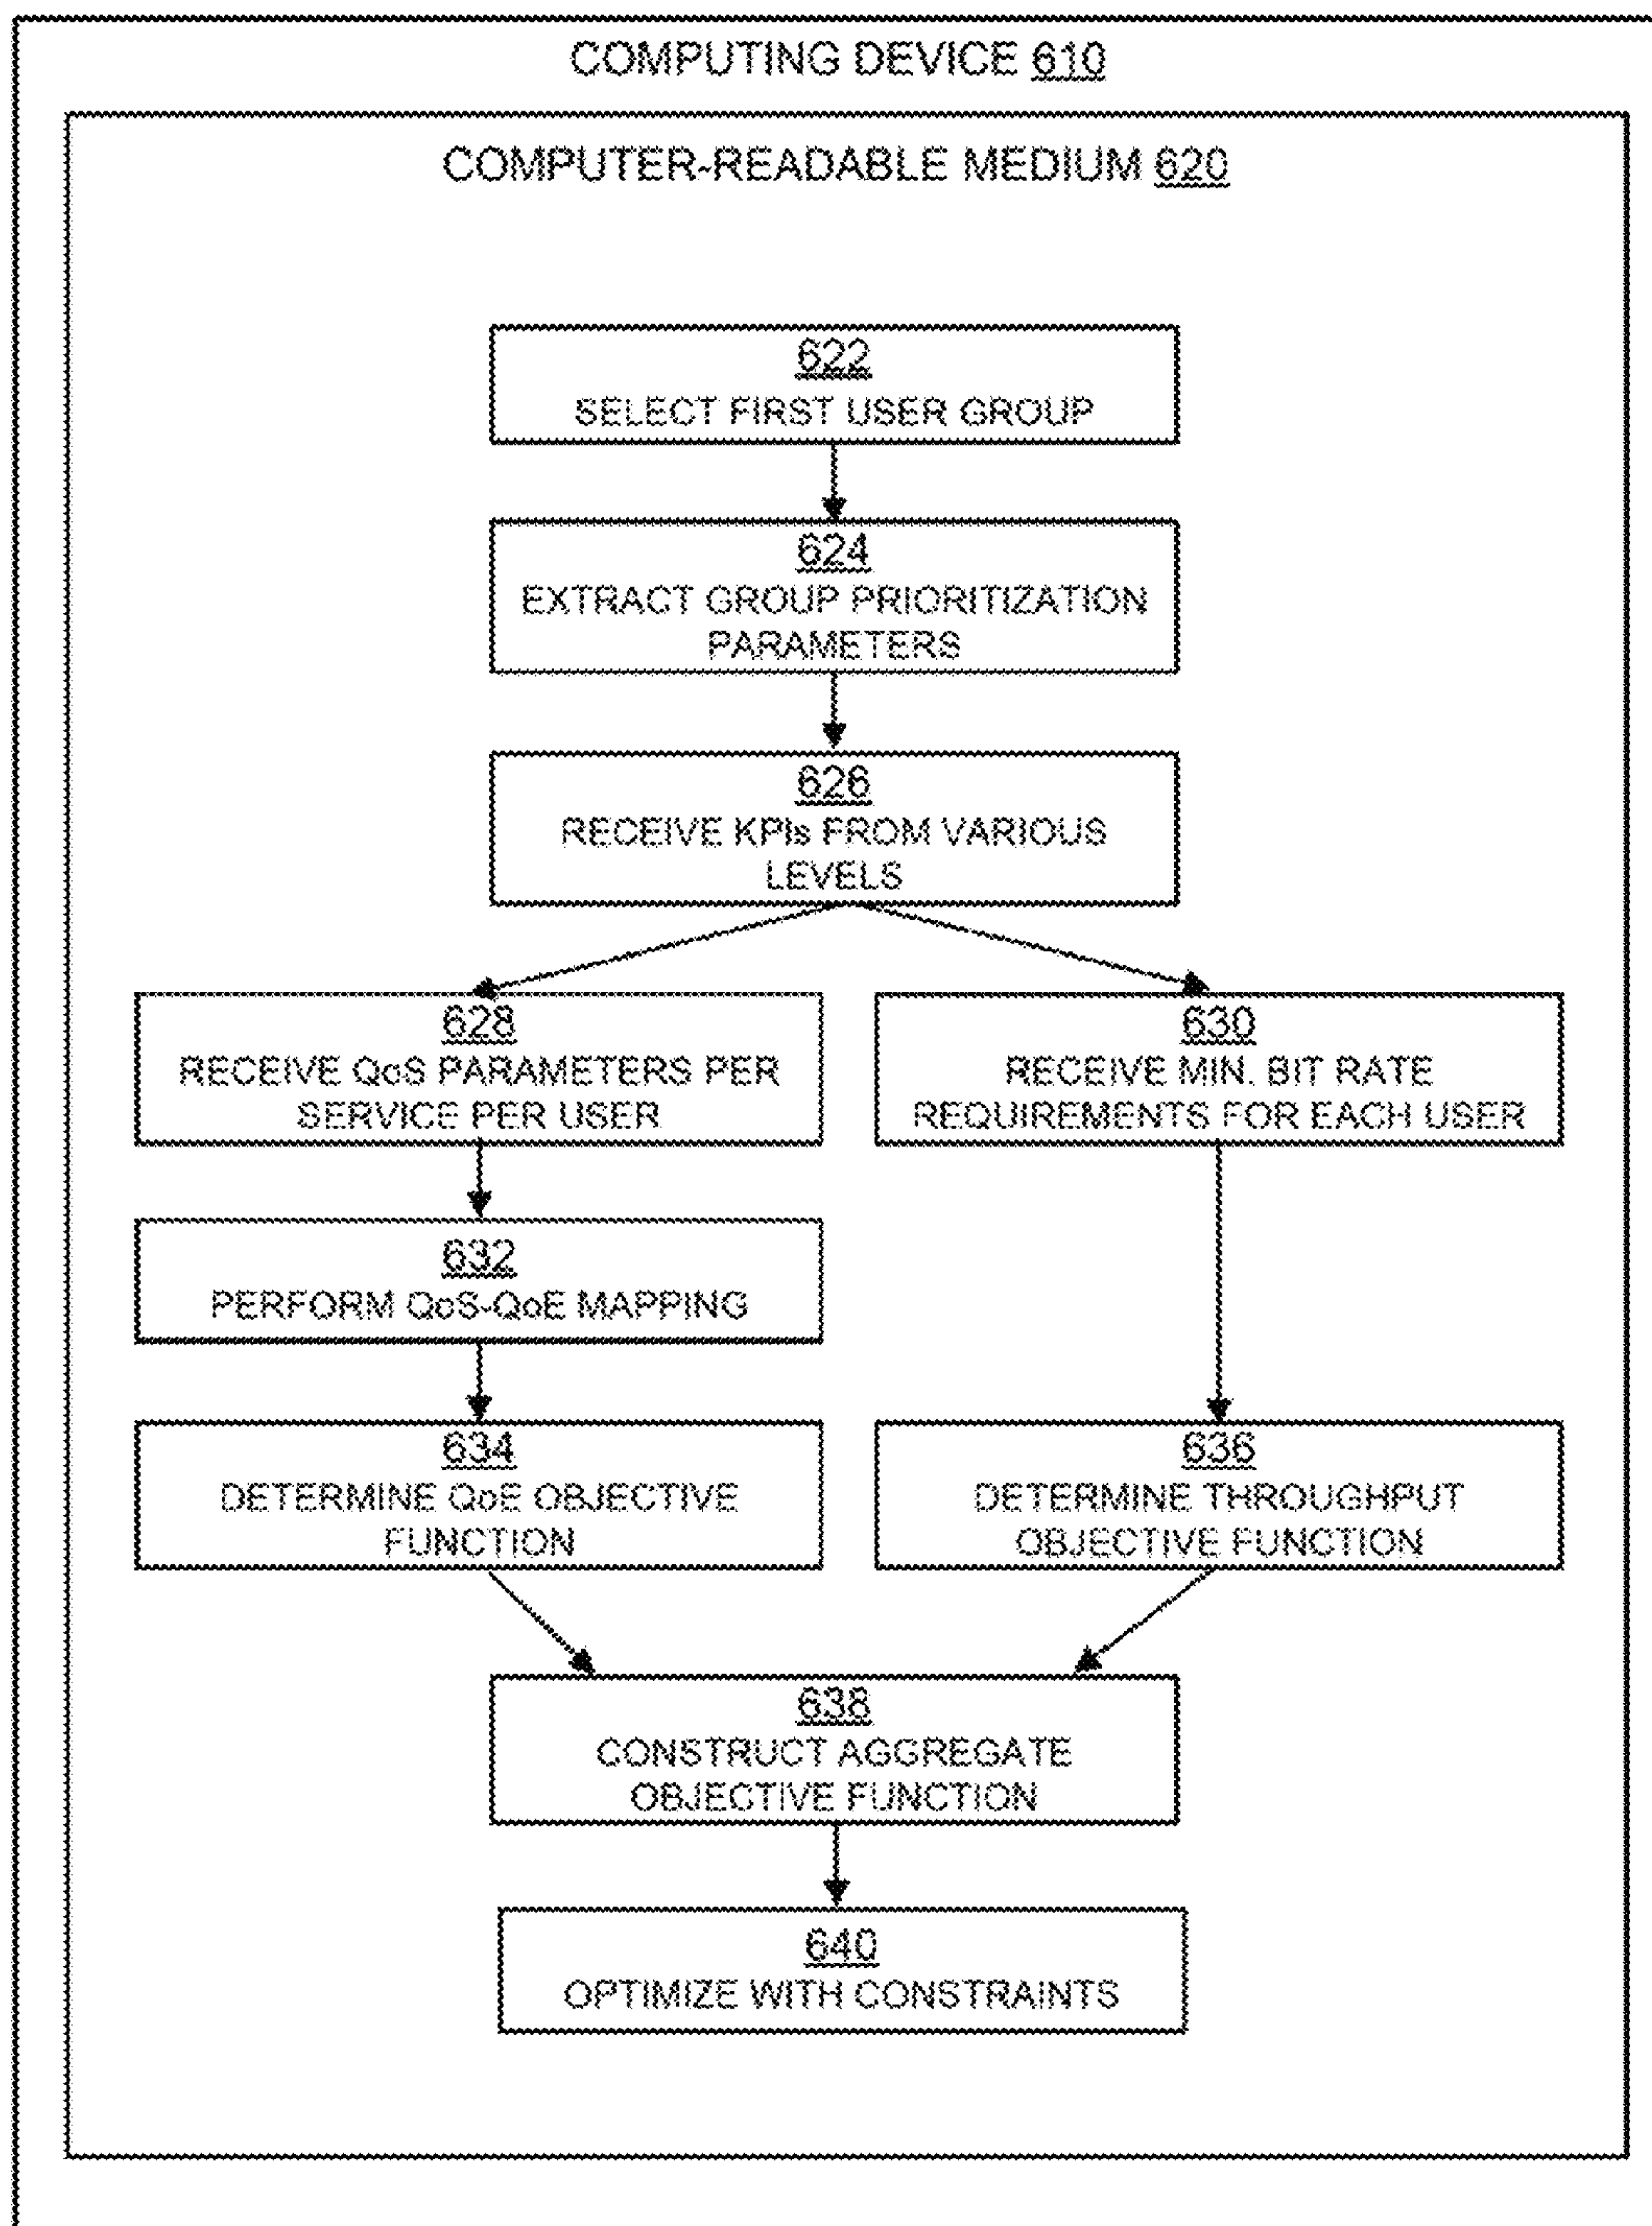 COMPUTING DEVICE 610
COMPUTER-READABLE MEDIUM 620
622
SELECT FIRST USER GROUP
624
EXTRACT GROUP PRIORITIZATION
PARAMETERS
626
RECEIVE KPIs FROM VARIOUS
LEVELS
628
RECEIVE QoS PARAMETERS PER
SERVICE PER USER
630
RECEIVE MIN. BIT RATE
REQUIREMENTS FOR EACH USER
632
PERFORM QoS-QoE MAPPING
634
DETERMINE QoE OBJECTIVE
FUNCTION
636
DETERMINE THROUGHPUT
OBJECTIVE FUNCTION
638
CONSTRUCT AGGREGATE
OBJECTIVE FUNCTION
640
OPTIMIZE WITH CONSTRAINTS